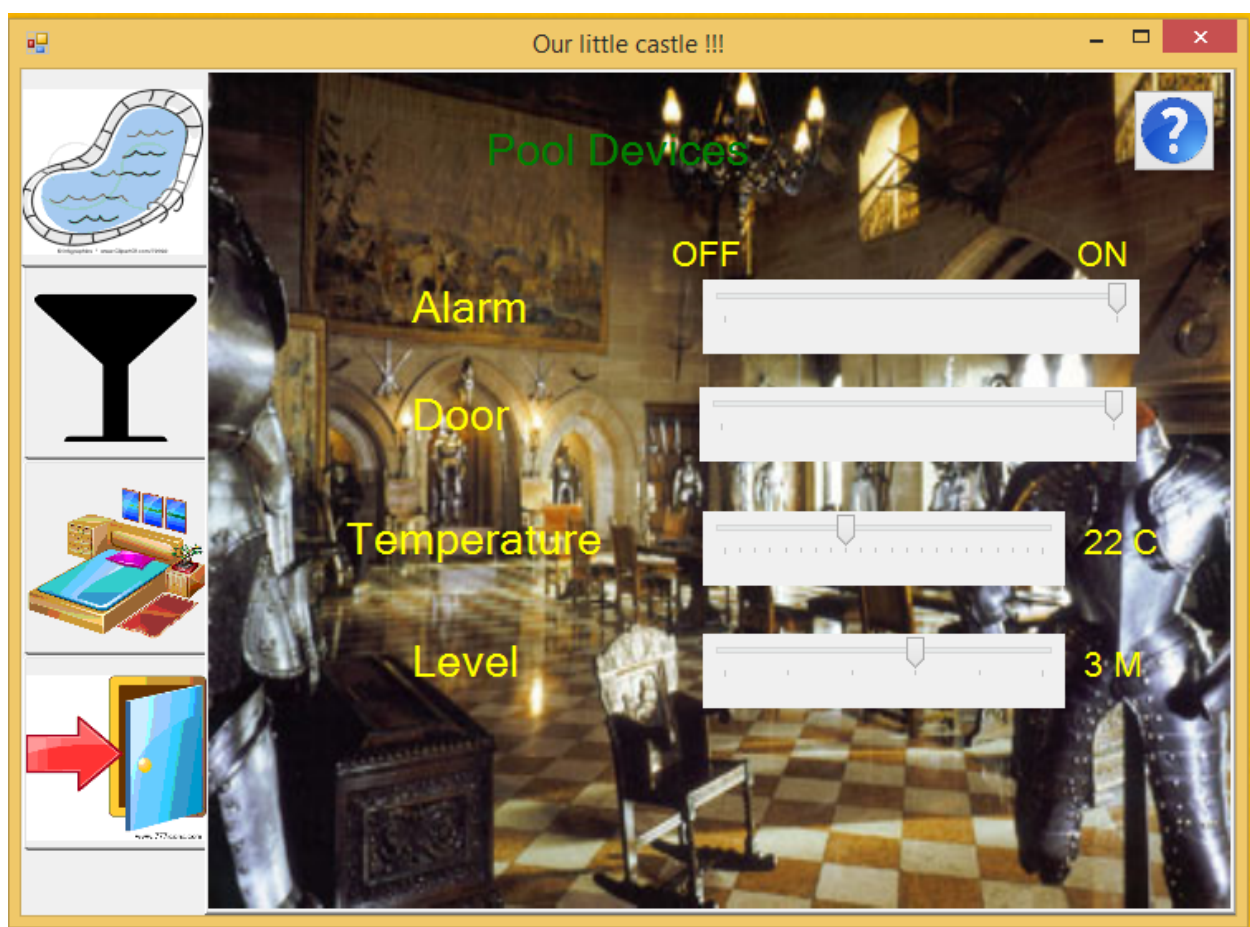 Our little castle !!!
?
Pool Devices
OFF ON
Alarm
Door
Temperature 22 C
Level 3 M